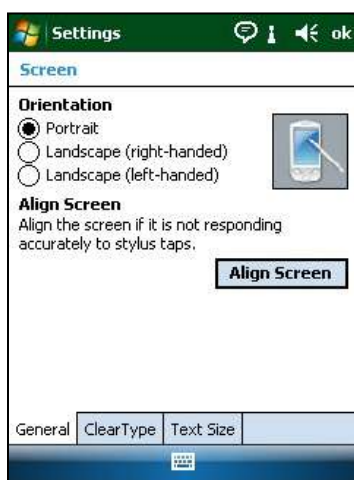 Settings
ok
Screen
Orientation
Portrait
Landscape (right-handed)
Landscape (left-handed)
Align Screen
Align the screen if it is not responding
accurately to stylus taps.
Align Screen
General ClearType Text Size